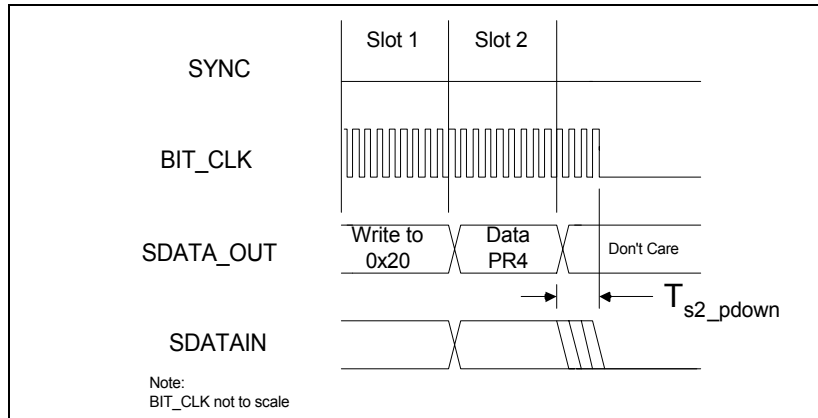 Slot 1
Slot 2
SYNC
BIT_CLK
SDATA_OUT
Write to
0x20
Data
PR4
Don't Care
Ts2_pdown
SDATAIN
Note:
BIT_CLK not to scale